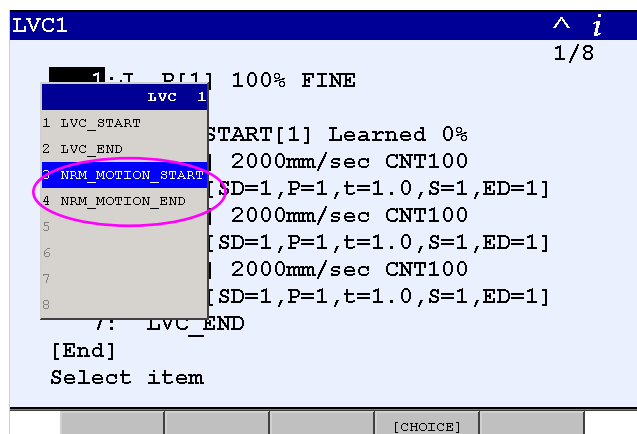 LVC1 ^ i
1/8
1:J P[1] 100% FINE
LVC 1
1 LVC_START
START[1] Learned 0%
2 LVC_END
2000mm/sec CNT100
3 NRM_MOTION_START
[SD=1,P=1,t=1.0,S=1,ED=1]
4 NRM_MOTION_END
2000mm/sec CNT100
5
[SD=1,P=1,t=1.0,S=1,ED=1]
6
2000mm/sec CNT100
7
[SD=1,P=1,t=1.0,S=1,ED=1]
8
7: LVC_END
[End]
Select item
[CHOICE]